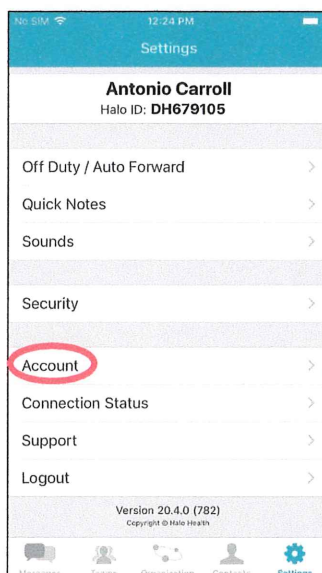 No SIM 12:24 PM
Settings
Antonio Carroll
Halo ID: DH679105
Off Duty / Auto Forward
Quick Notes
Sounds
Security
Account
Connection Status
Support
Logout
Version 20.4.0 (782)
Copyright © Halo Health
Messages Teams Organization Contacts Settings